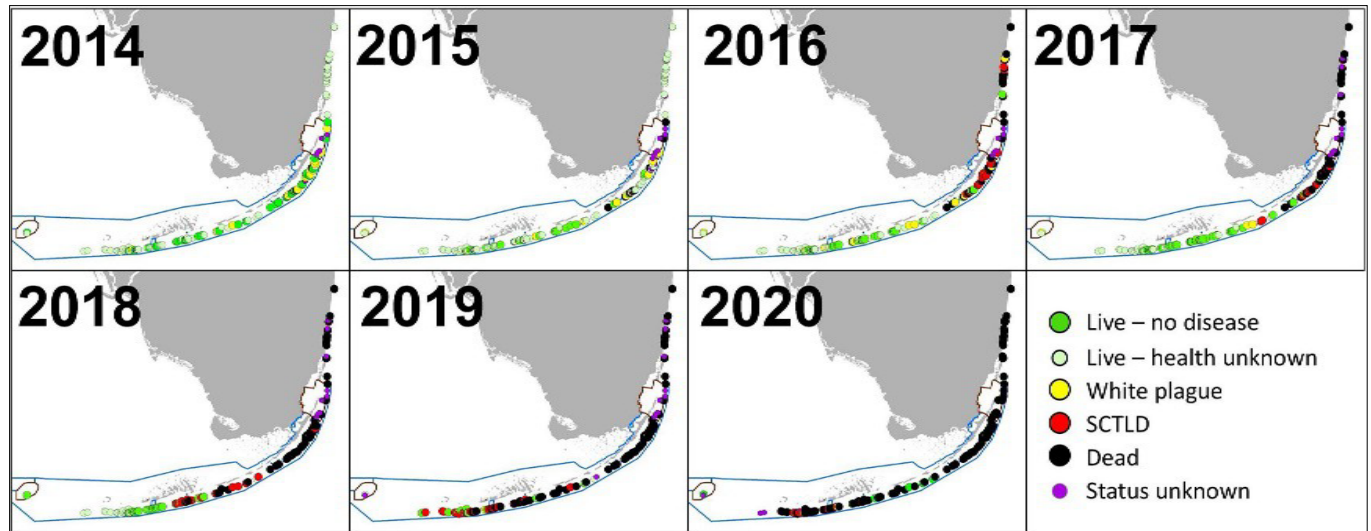 2014
2015
2016
2017
2018
2019
2020
Live – no disease
Live – health unknown
White plague
SCTLD
Dead
Status unknown